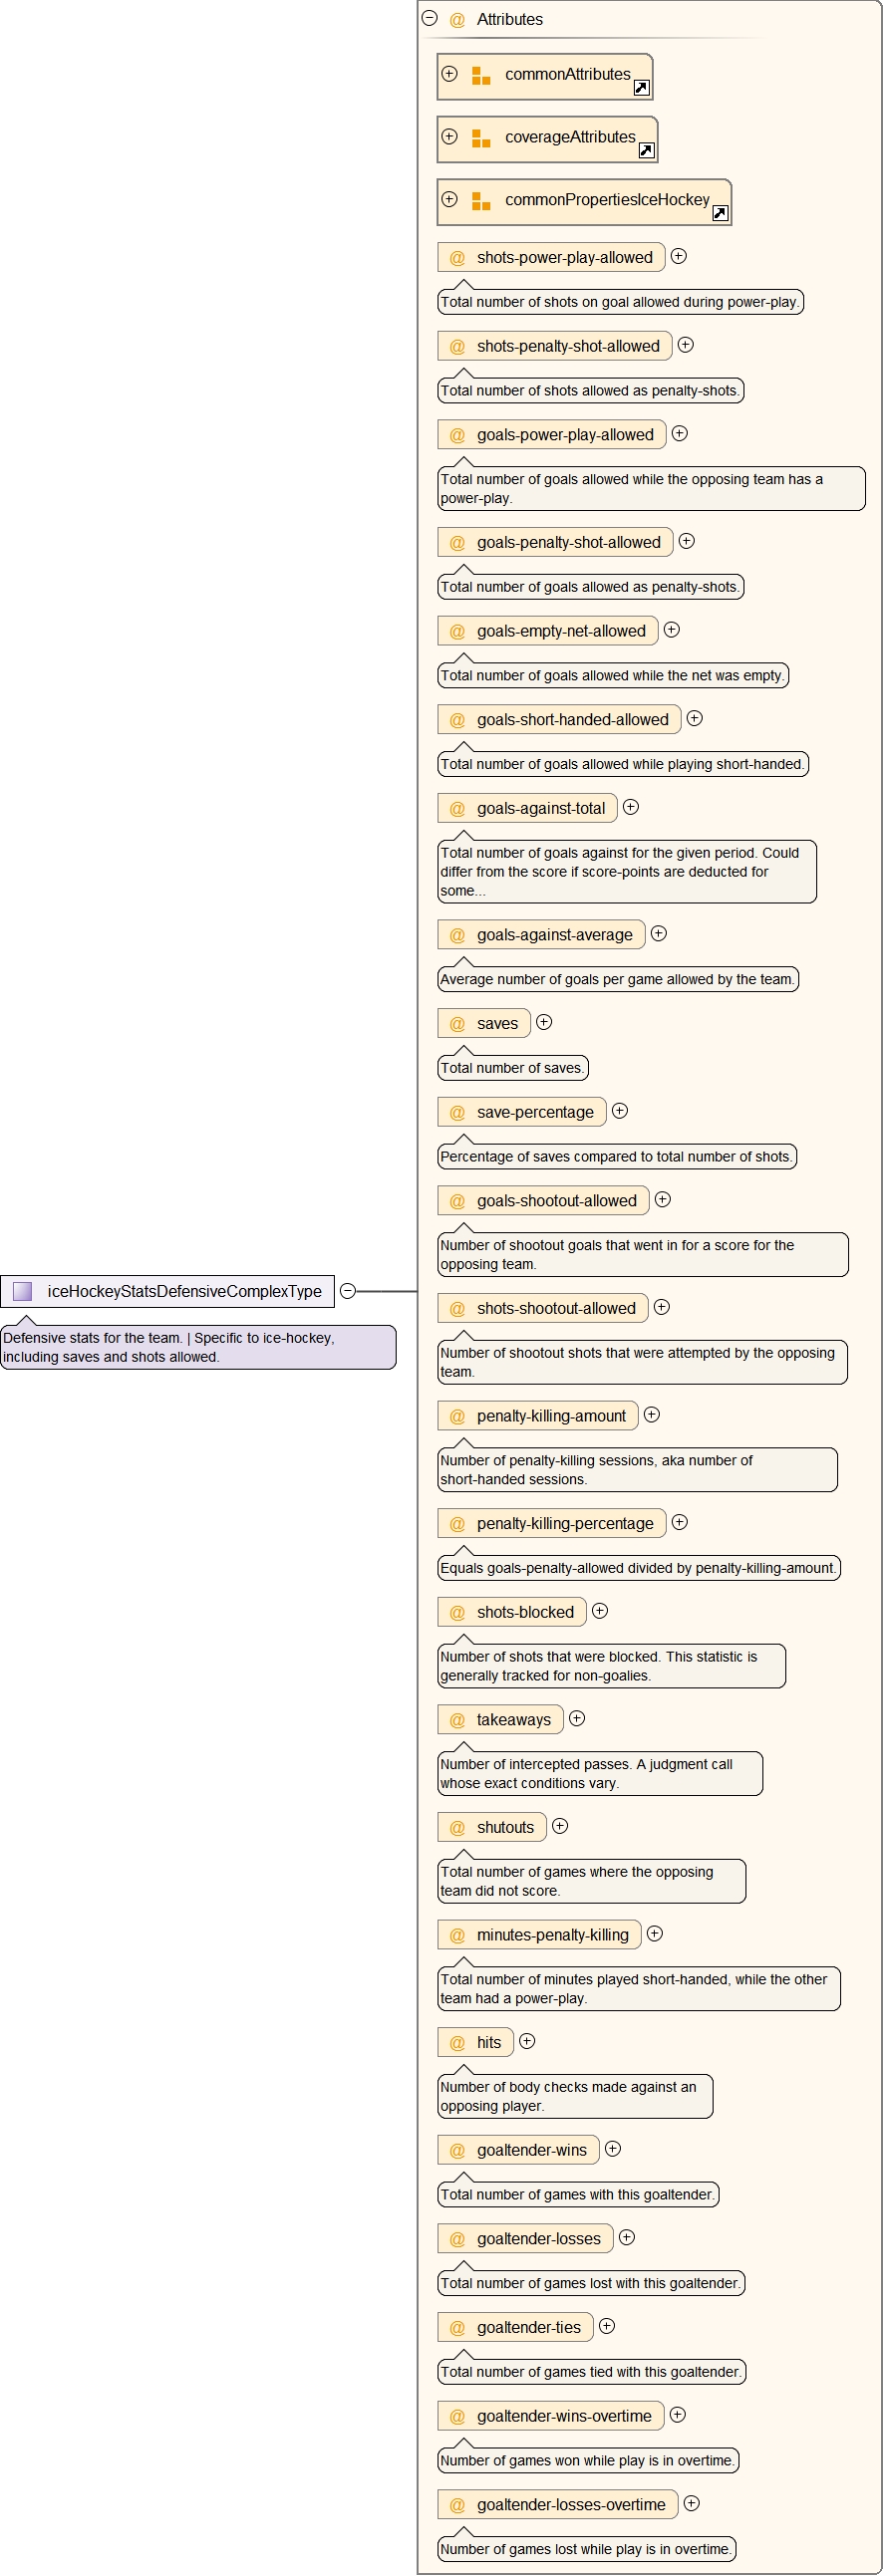 @ Attributes
commonAttributes
coverageAttributes
commonPropertiesIceHockey
@ shots-power-play-allowed
Total number of shots on goal allowed during power-play.
@ shots-penalty-shot-allowed
Total number of shots allowed as penalty-shots.
@ goals-power-play-allowed
Total number of goals allowed while the opposing team has a
power-play.
@ goals-penalty-shot-allowed
Total number of goals allowed as penalty-shots.
@ goals-empty-net-allowed
Total number of goals allowed while the net was empty.
@ goals-short-handed-allowed
Total number of goals allowed while playing short-handed.
@ goals-against-total
Total number of goals against for the given period. Could
differ from the score if score-points are deducted for
some...
@ goals-against-average
Average number of goals per game allowed by the team.
@ saves
Total number of saves.
@ save-percentage
Percentage of saves compared to total number of shots.
@ goals-shootout-allowed
Number of shootout goals that went in for a score for the
opposing team.
iceHockeyStatsDefensiveComplexType
Defensive stats for the team. | Specific to ice-hockey,
including saves and shots allowed.
@ shots-shootout-allowed
Number of shootout shots that were attempted by the opposing
team.
@ penalty-killing-amount
Number of penalty-killing sessions, aka number of
short-handed sessions.
@ penalty-killing-percentage
Equals goals-penalty-allowed divided by penalty-killing-amount.
@ shots-blocked
Number of shots that were blocked. This statistic is
generally tracked for non-goalies.
@ takeaways
Number of intercepted passes. A judgment call
whose exact conditions vary.
@ shutouts
Total number of games where the opposing
team did not score.
@ minutes-penalty-killing
Total number of minutes played short-handed, while the other
team had a power-play.
@ hits
Number of body checks made against an
opposing player.
@ goaltender-wins
Total number of games with this goaltender.
@ goaltender-losses
Total number of games lost with this goaltender.
@ goaltender-ties
Total number of games tied with this goaltender.
@ goaltender-wins-overtime
Number of games won while play is in overtime.
@ goaltender-losses-overtime
Number of games lost while play is in overtime.